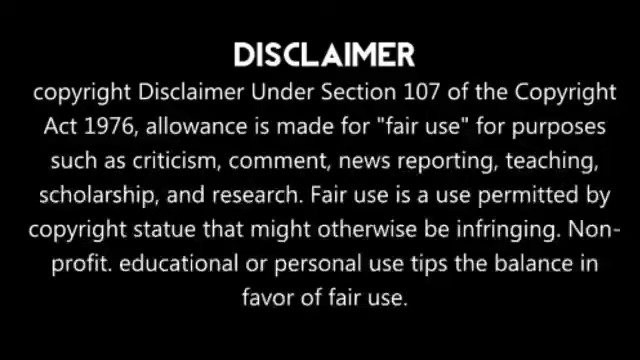 DISCLAIMER
copyright Disclaimer Under Section 107 of the Copyright
Act 1976, allowance is made for "fair use" for purposes
such as criticism, comment, news reporting, teaching,
scholarship, and research. Fair use is a use permitted by
copyright statue that might otherwise be infringing. Non-
profit. educational or personal use tips the balance in
favor of fair use.